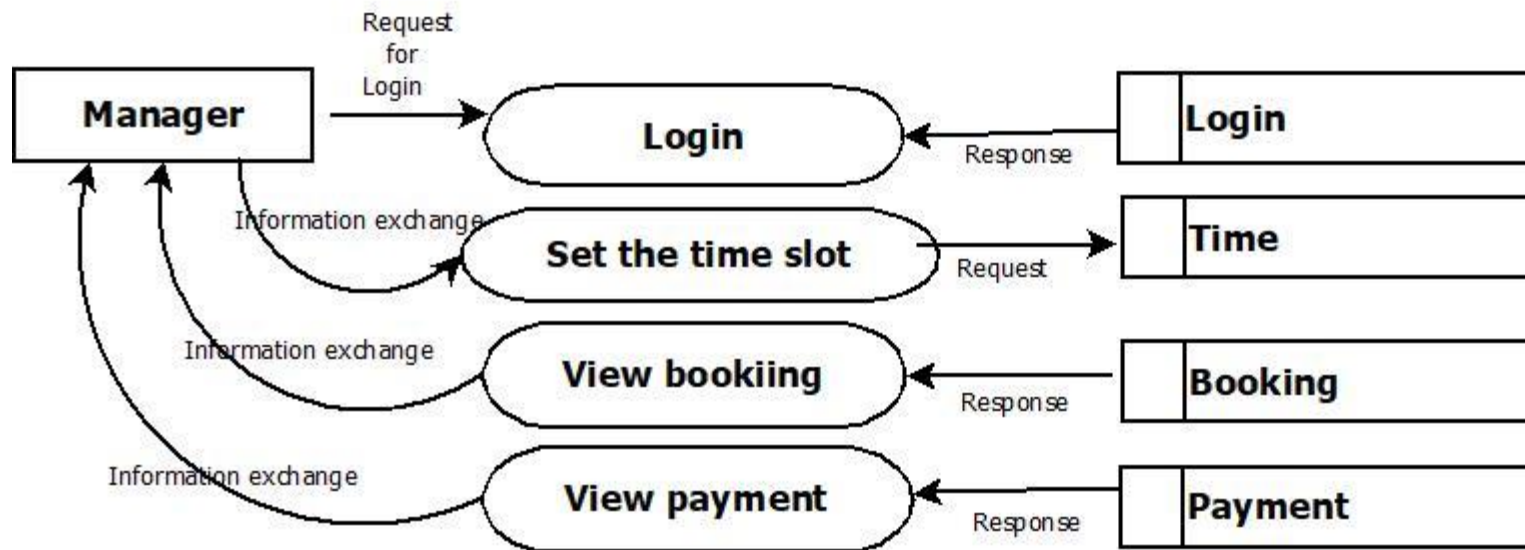 Request
for
Login
Manager
Login
Response
Login
Information exchange
Set the time slot
Request
Time
Information exchange
View bookiing
Response
Booking
Information exchange
View payment
Response
Payment